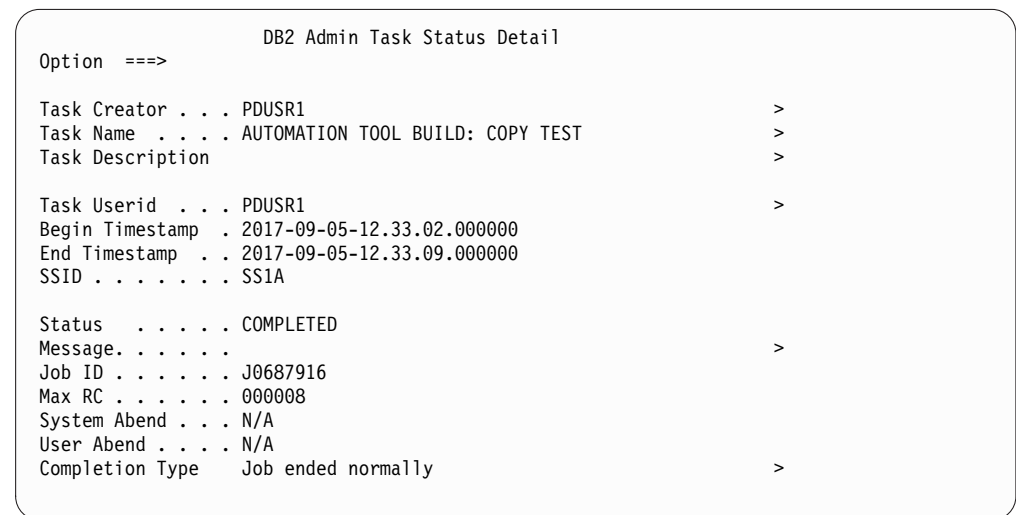 DB2 Admin Task Status Detail
Option ===>
Task Creator . . . PDUSR1 >
Task Name . . . . AUTOMATION TOOL BUILD: COPY TEST >
Task Description >
Task Userid . . . PDUSR1 >
Begin Timestamp . 2017-09-05-12.33.02.000000
End Timestamp . . 2017-09-05-12.33.09.000000
SSID . . . . . . . SS1A
Status . . . . . COMPLETED
Message. . . . . . >
Job ID . . . . . . J0687916
Max RC . . . . . . 000008
System Abend . . . N/A
User Abend . . . . N/A
Completion Type Job ended normally >